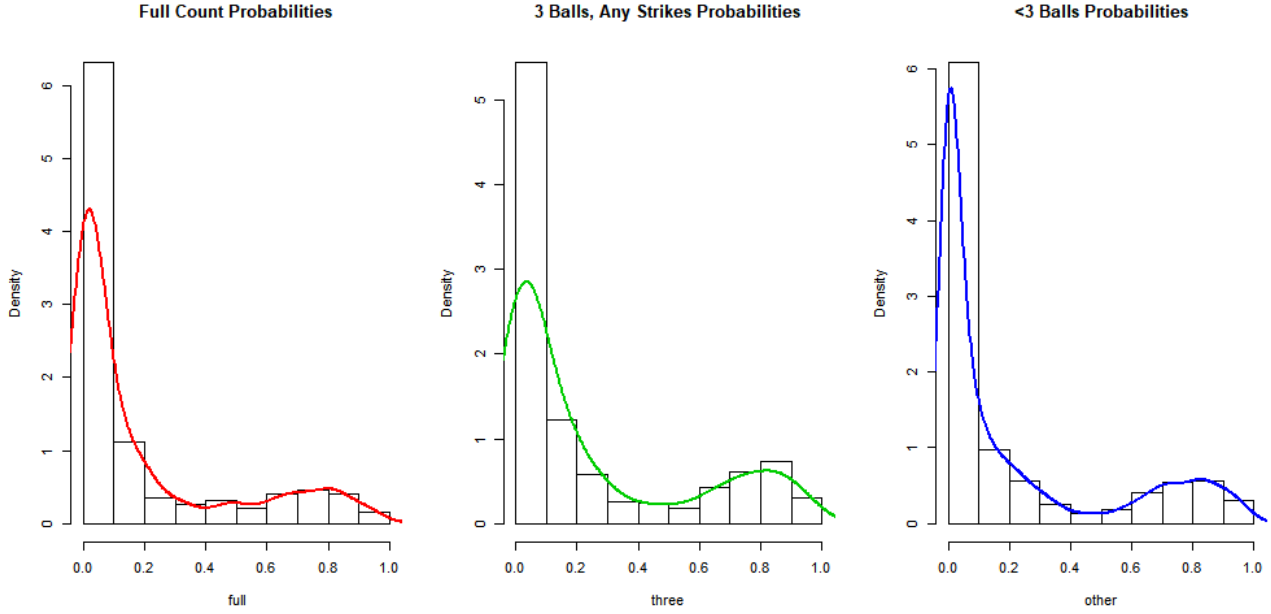 Full Count Probabilities
Density
0 1 2 3 4 5 6
0.0 0.2 0.4 0.6 0.8 1.0
full
3 Balls, Any Strikes Probabilities
Density
0 1 2 3 4 5
0.0 0.2 0.4 0.6 0.8 1.0
three
<3 Balls Probabilities
Density
0 1 2 3 4 5 6
0.0 0.2 0.4 0.6 0.8 1.0
other